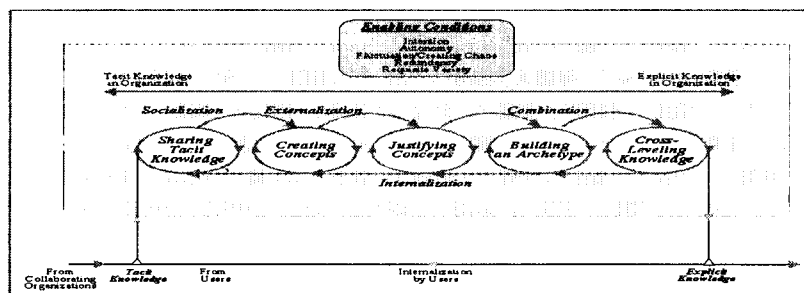 Enabling Conditions
Intention
Autonomy
Fluctuation/Creating Chaos
Redundancy
Requisite Variety
Tacit Knowledge
in Organization
Explicit Knowledge
in Organization
Socialization
Externalization
Combination
Sharing
Tacit
Knowledge
Creating
Concepts
Justifying
Concepts
Building
an Archetype
Cross-
Leveling
Knowledge
Internalization
From
Collaborating
Organizations
Tacit
Knowledge
From
Users
Internalization
by Users
Explicit
Knowledge